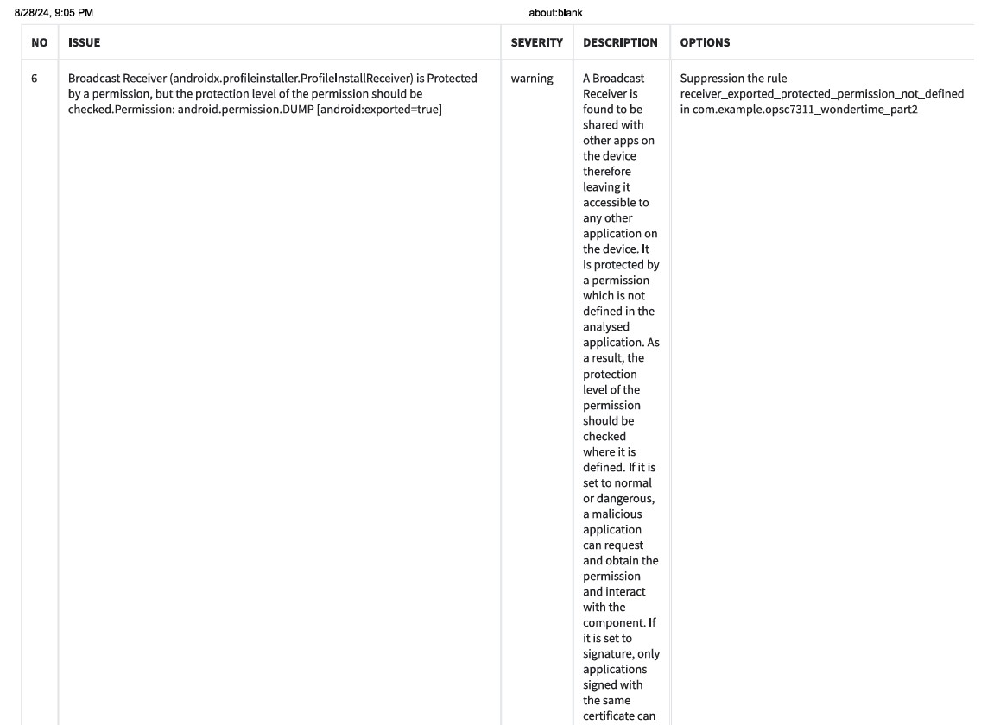 8/28/24, 9:05 PM about:blank
NO ISSUE SEVERITY DESCRIPTION OPTIONS
6
Broadcast Receiver (androidx.profileinstaller.ProfileInstallReceiver) is Protected
by a permission, but the protection level of the permission should be
checked.Permission: android.permission.DUMP [android:exported=true]
warning
A Broadcast
Receiver is
found to be
shared with
other apps on
the device
therefore
leaving it
accessible to
any other
application on
the device. It
is protected by
a permission
which is not
defined in the
analysed
application. As
a result, the
protection
level of the
permission
should be
checked
where it is
defined. If it is
set to normal
or dangerous,
a malicious
application
can request
and obtain the
permission
and interact
with the
component. If
it is set to
signature, only
applications
signed with
the same
certificate can
Suppression the rule
receiver_exported_protected_permission_not_defined
in com.example.opsc7311_wondertime_part2